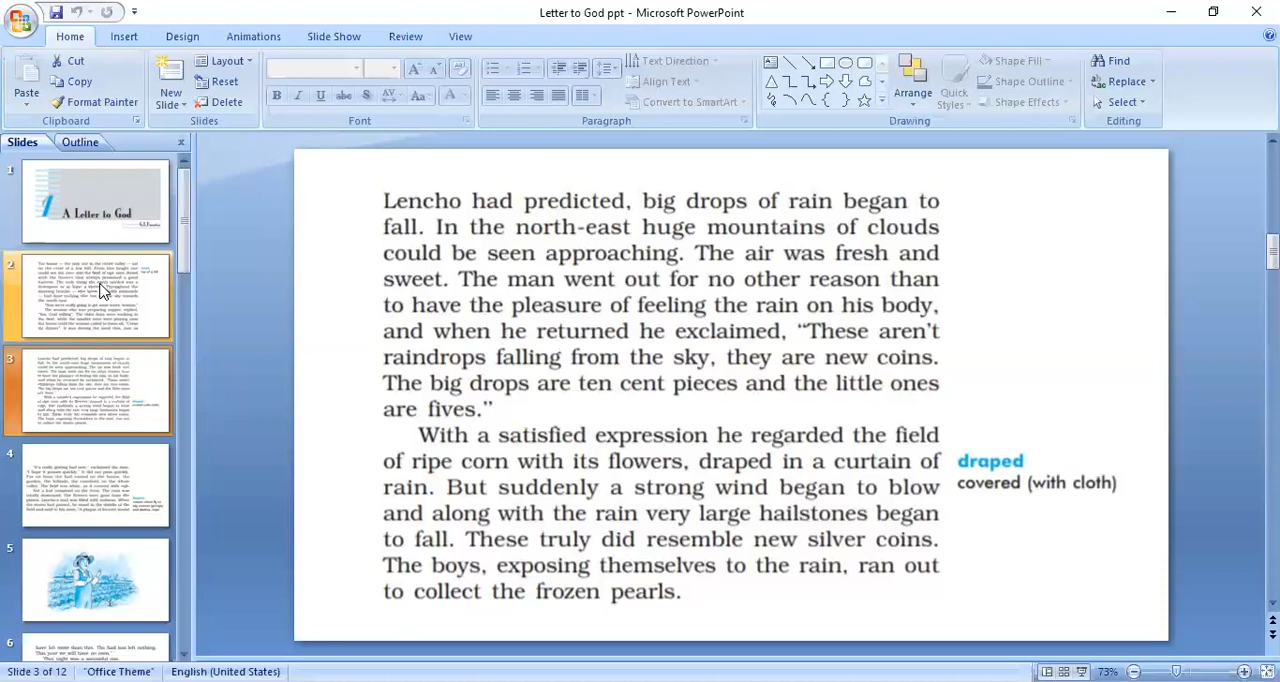 Letter to God ppt - Microsoft PowerPoint
Home Insert Design Animations Slide Show Review View
Cut
Copy
Format Painter
Paste
Clipboard
New Slide
Layout
Reset
Delete
Slides
Font
Text Direction
Align Text
Convert to SmartArt
Paragraph
Arrange
Quick Styles
Shape Fill
Shape Outline
Shape Effects
Drawing
Find
Replace
Select
Editing
Slides Outline
1
A Letter to God
2
3
4
5
6
Lencho had predicted, big drops of rain began to
fall. In the north-east huge mountains of clouds
could be seen approaching. The air was fresh and
sweet. The man went out for no other reason than
to have the pleasure of feeling the rain on his body,
and when he returned he exclaimed, “These aren’t
raindrops falling from the sky, they are new coins.
The big drops are ten cent pieces and the little ones
are fives.”
With a satisfied expression he regarded the field
of ripe corn with its flowers, draped in a curtain of
rain. But suddenly a strong wind began to blow
and along with the rain very large hailstones began
to fall. These truly did resemble new silver coins.
The boys, exposing themselves to the rain, ran out
to collect the frozen pearls.
draped
covered (with cloth)
Slide 3 of 12 "Office Theme" English (United States) 73%